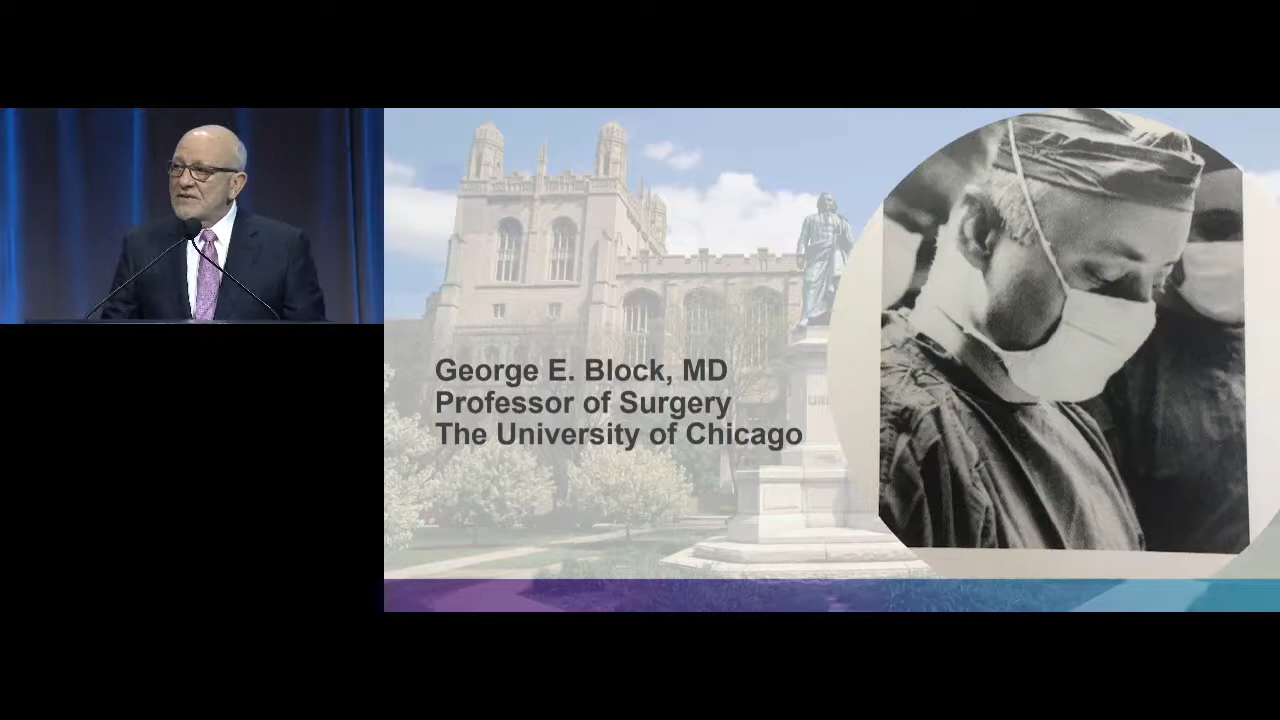 George E. Block, MD
Professor of Surgery
The University of Chicago